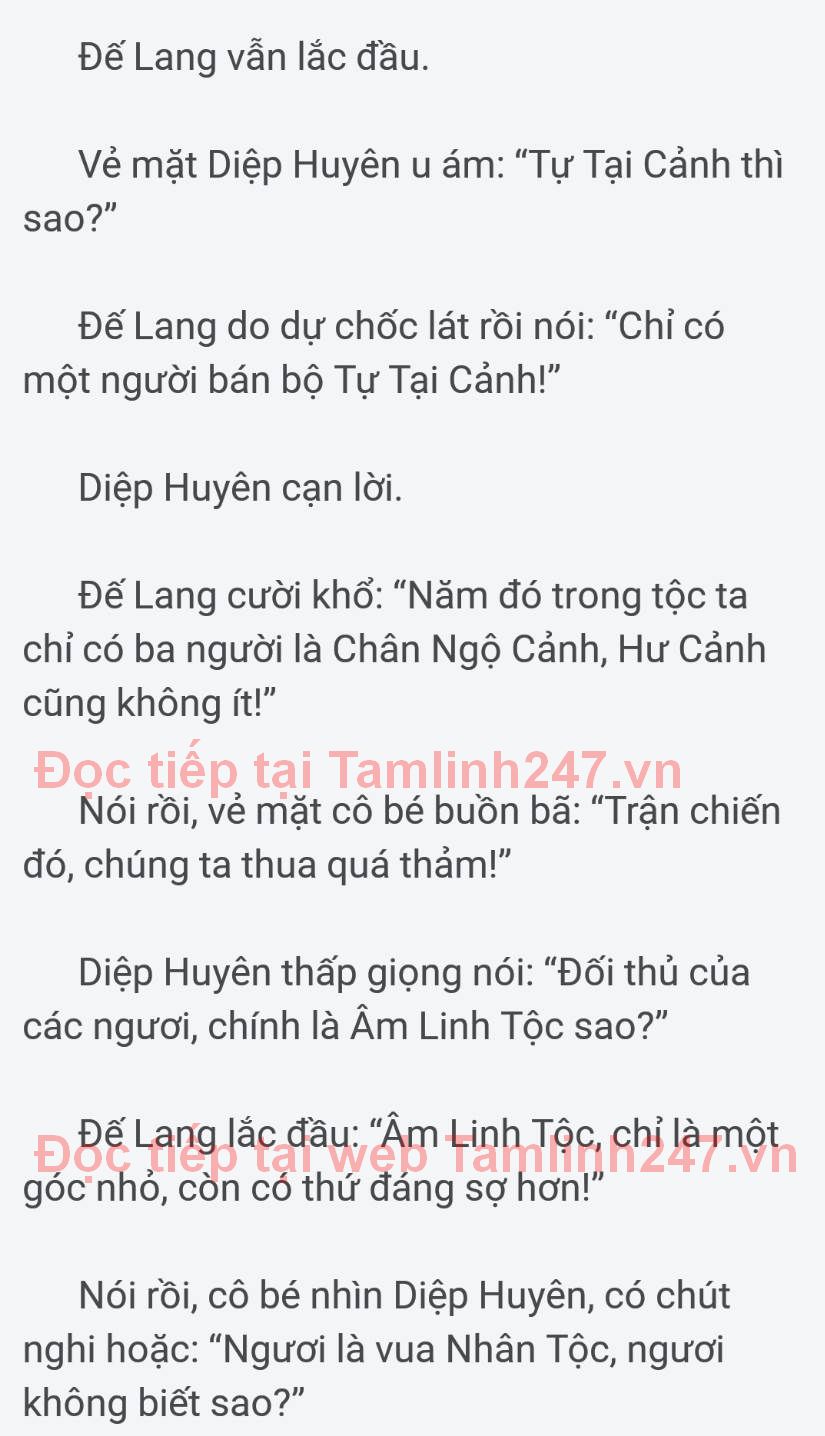 Đế Lang vẫn lắc đầu.
Vẻ mặt Diệp Huyên u ám: “Tự Tại Cảnh thì
sao?”
Đế Lang do dự chốc lát rồi nói: “Chỉ có
một người bán bộ Tự Tại Cảnh!”
Diệp Huyên cạn lời.
Đế Lang cười khổ: “Năm đó trong tộc ta
chỉ có ba người là Chân Ngộ Cảnh, Hư Cảnh
cũng không ít!”
Đọc tiếp tại Tamlinh247.vn
Nói rồi, vẻ mặt cô bé buồn bã: “Trận chiến
đó, chúng ta thua quá thảm!”
Diệp Huyên thấp giọng nói: “Đối thủ của
các ngươi, chính là Âm Linh Tộc sao?”
Đế Lang lắc đầu: “Âm Linh Tộc, chỉ là một
Đọc tiếp tại web Tamlinh247.vn
góc nhỏ, còn có thứ đáng sợ hơn!”
Nói rồi, cô bé nhìn Diệp Huyên, có chút
nghi hoặc: “Ngươi là vua Nhân Tộc, ngươi
không biết sao?”